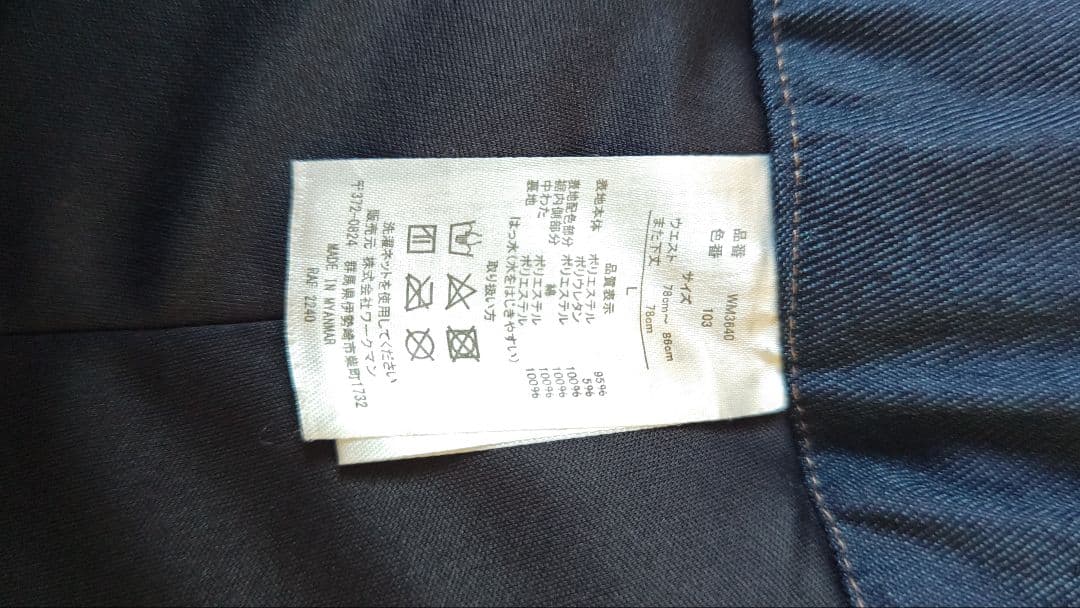 品番 WM3640
色番 103
サイズ
ウエスト 78cm~ 86cm
また下丈 78cm
L
品質表示
表地本体 ポリエステル 95%
ポリウレタン 5%
表地配色部分 ポリエステル 100%
裾内側部分 綿 100%
中わた ポリエステル 100%
裏地 ポリエステル 100%
はっ水(水をはじきやすい)
取り扱い方
洗濯ネットを使用してください
販売元 株式会社ワークマン
〒372-0824 群馬県伊勢崎市柴町1732
MADE IN MYANMAR
RAF 2240